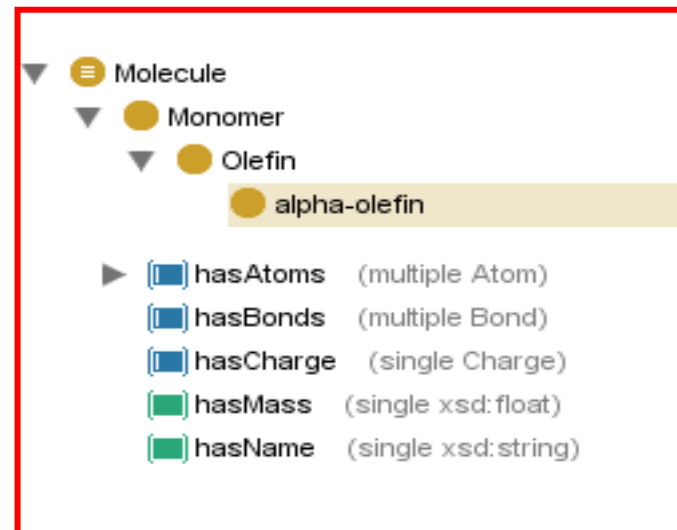 Molecule
Monomer
Olefin
alpha-olefin
hasAtoms (multiple Atom)
hasBonds (multiple Bond)
hasCharge (single Charge)
hasMass (single xsd:float)
hasName (single xsd:string)